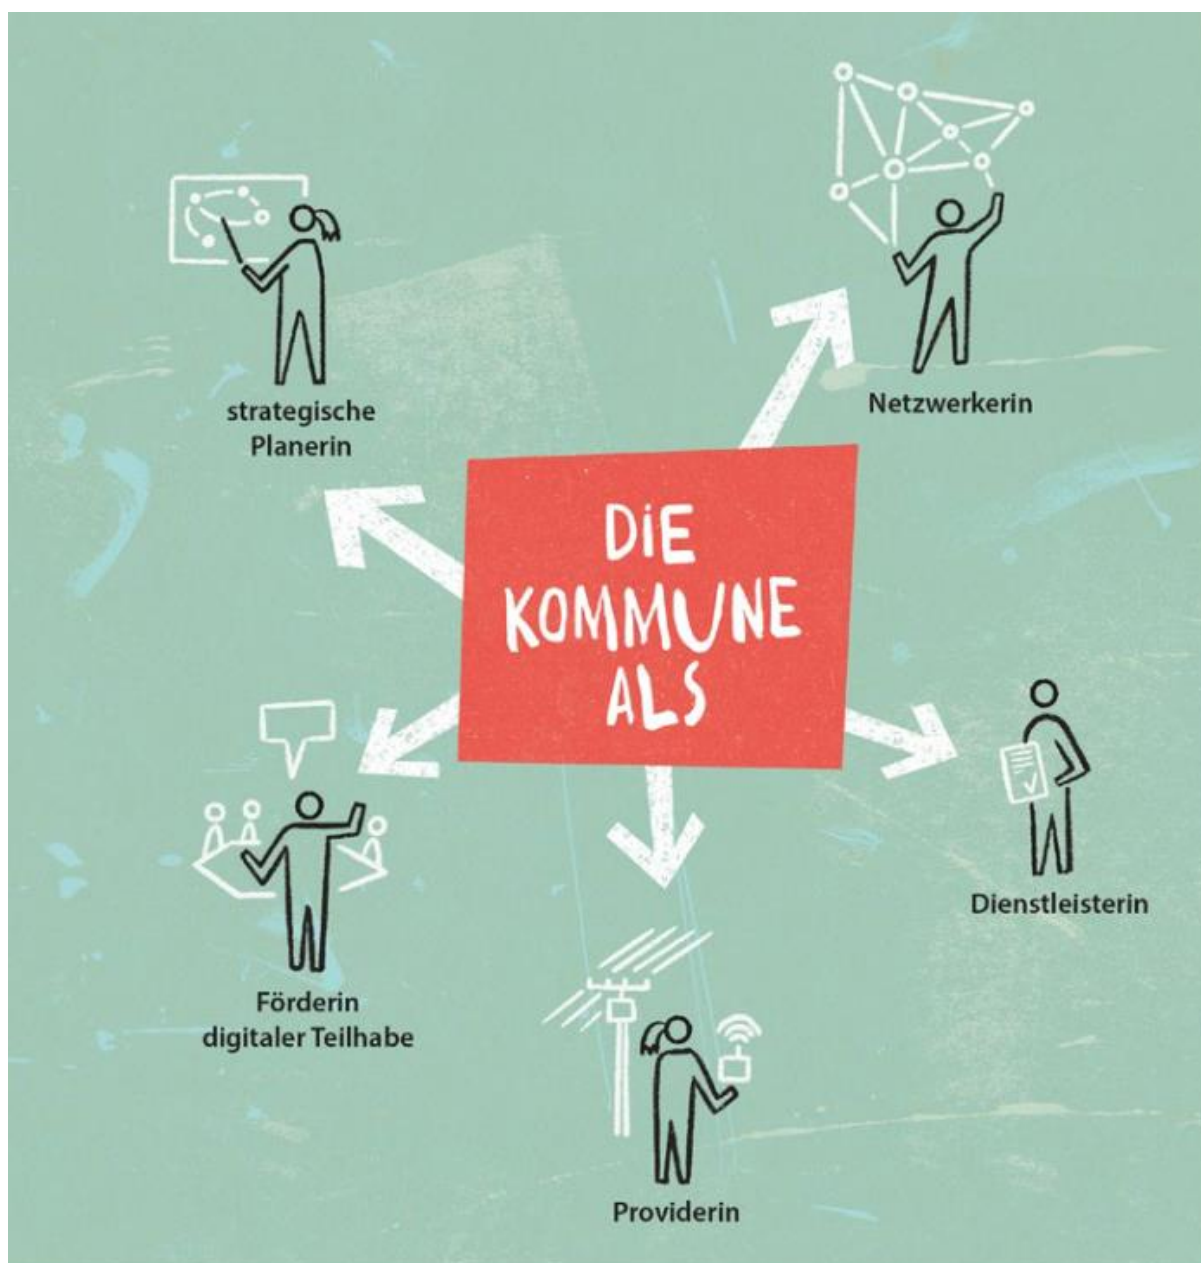 DiE
KOMMUNE
ALS
strategische
Planerin
Netzwerkerin
Dienstleisterin
Providerin
Förderin
digitaler Teilhabe